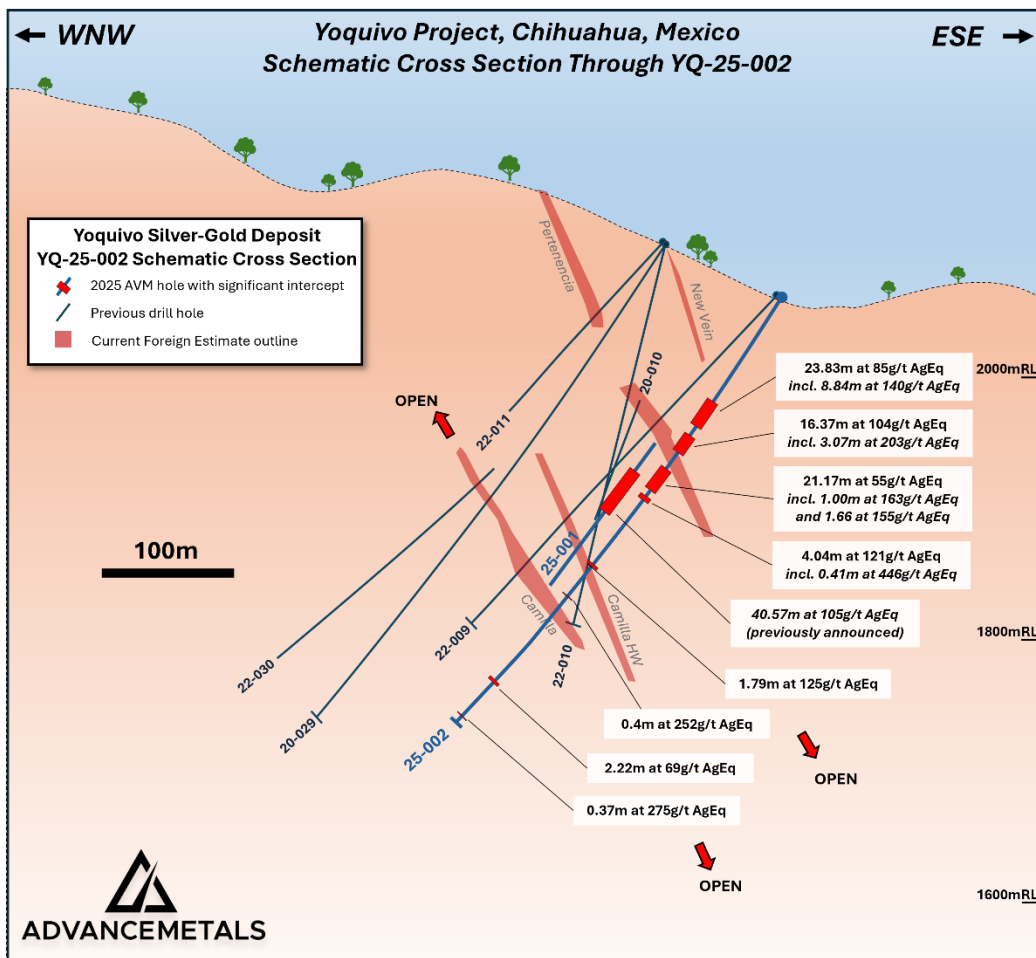 WNW
Yoquivo Project, Chihuahua, Mexico
Schematic Cross Section Through YQ-25-002
ESE
Yoquivo Silver-Gold Deposit
YQ-25-002 Schematic Cross Section
2025 AVM hole with significant intercept
Previous drill hole
Current Foreign Estimate outline
Pertenencia
New Vein
20-010
22-011
OPEN
2000mRL
23.83m at 85g/t AgEq
incl. 8.84m at 140g/t AgEq
16.37m at 104g/t AgEq
incl. 3.07m at 203g/t AgEq
21.17m at 55g/t AgEq
incl. 1.00m at 163g/t AgEq
and 1.66 at 155g/t AgEq
4.04m at 121g/t AgEq
incl. 0.41m at 446g/t AgEq
40.57m at 105g/t AgEq
(previously announced)
100m
25-001
Camilla
Camilla HW
22-009
22-010
1800mRL
22-030
20-029
25-002
1.79m at 125g/t AgEq
0.4m at 252g/t AgEq
2.22m at 69g/t AgEq
0.37m at 275g/t AgEq
OPEN
OPEN
1600mRL
ADVANCEMETALS